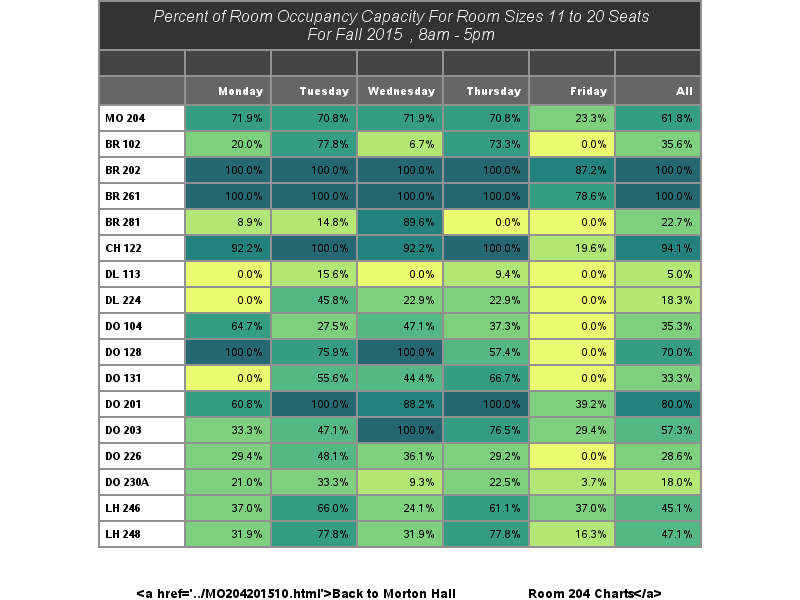 Percent of Room Occupancy Capacity For Room Sizes 11 to 20 Seats
For Fall 2015 , 8am - 5pm
Monday Tuesday Wednesday Thursday Friday All
MO 204 71.9% 70.8% 71.9% 70.8% 23.3% 61.8%
BR 102 20.0% 77.8% 6.7% 73.3% 0.0% 35.6%
BR 202 100.0% 100.0% 100.0% 100.0% 87.2% 100.0%
BR 261 100.0% 100.0% 100.0% 100.0% 78.6% 100.0%
BR 281 8.9% 14.8% 89.6% 0.0% 0.0% 22.7%
CH 122 92.2% 100.0% 92.2% 100.0% 19.6% 94.1%
DL 113 0.0% 15.6% 0.0% 9.4% 0.0% 5.0%
DL 224 0.0% 45.8% 22.9% 22.9% 0.0% 18.3%
DO 104 64.7% 27.5% 47.1% 37.3% 0.0% 35.3%
DO 128 100.0% 75.9% 100.0% 57.4% 0.0% 70.0%
DO 131 0.0% 55.6% 44.4% 66.7% 0.0% 33.3%
DO 201 60.8% 100.0% 88.2% 100.0% 39.2% 80.0%
DO 203 33.3% 47.1% 100.0% 76.5% 29.4% 57.3%
DO 226 29.4% 48.1% 36.1% 29.2% 0.0% 28.6%
DO 230A 21.0% 33.3% 9.3% 22.5% 3.7% 18.0%
LH 246 37.0% 66.0% 24.1% 61.1% 37.0% 45.1%
LH 248 31.9% 77.8% 31.9% 77.8% 16.3% 47.1%
<a href='../MO204201510.html'>Back to Morton Hall Room 204 Charts</a>